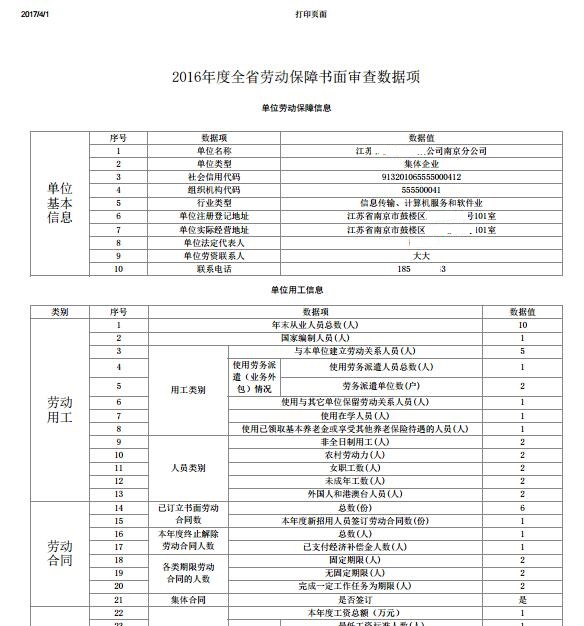 2017/4/1 打印页面
2016年度全省劳动保障书面审查数据项
单位劳动保障信息
单位基本信息
序号 数据项 数据值
1 单位名称 江苏 公司南京分公司
2 单位类型 集体企业
3 社会信用代码 913201065555000412
4 组织机构代码 555500041
5 行业类型 信息传输、计算机服务和软件业
6 单位注册登记地址 江苏省南京市鼓楼区 号101室
7 单位实际经营地址 江苏省南京市鼓楼区 101室
8 单位法定代表人
9 单位劳资联系人 大大
10 联系电话 185 3
单位用工信息
类别 序号 数据项 数据值
劳动用工
1 年末从业人员总数(人) 10
2 国家编制人员(人) 1
用工类别
3 与本单位建立劳动关系人员(人) 5
使用劳务派遣（业务外包）情况
4 使用劳务派遣人员总数(人) 1
5 劳务派遣单位数(户) 2
6 使用与其它单位保留劳动关系人员(人) 1
7 使用在学人员(人) 1
8 使用已领取基本养老金或享受其他养老保险待遇的人员(人) 1
人员类别
9 非全日制用工(人) 2
10 农村劳动力(人) 2
11 女职工数(人) 2
12 未成年工数(人) 2
13 外国人和港澳台人员(人) 2
劳动合同
已订立书面劳动合同数
14 总数(份) 6
15 本年度新招用人员签订劳动合同数(份) 1
本年度终止解除劳动合同人数
16 总数(人) 1
17 已支付经济补偿金人数(人) 1
各类期限劳动合同的人数
18 固定期限(人) 2
19 无固定期限(人) 2
20 完成一定工作任务为期限(人) 2
21 集体合同 是否签订 是
22 本年度工资总额（万元） 1